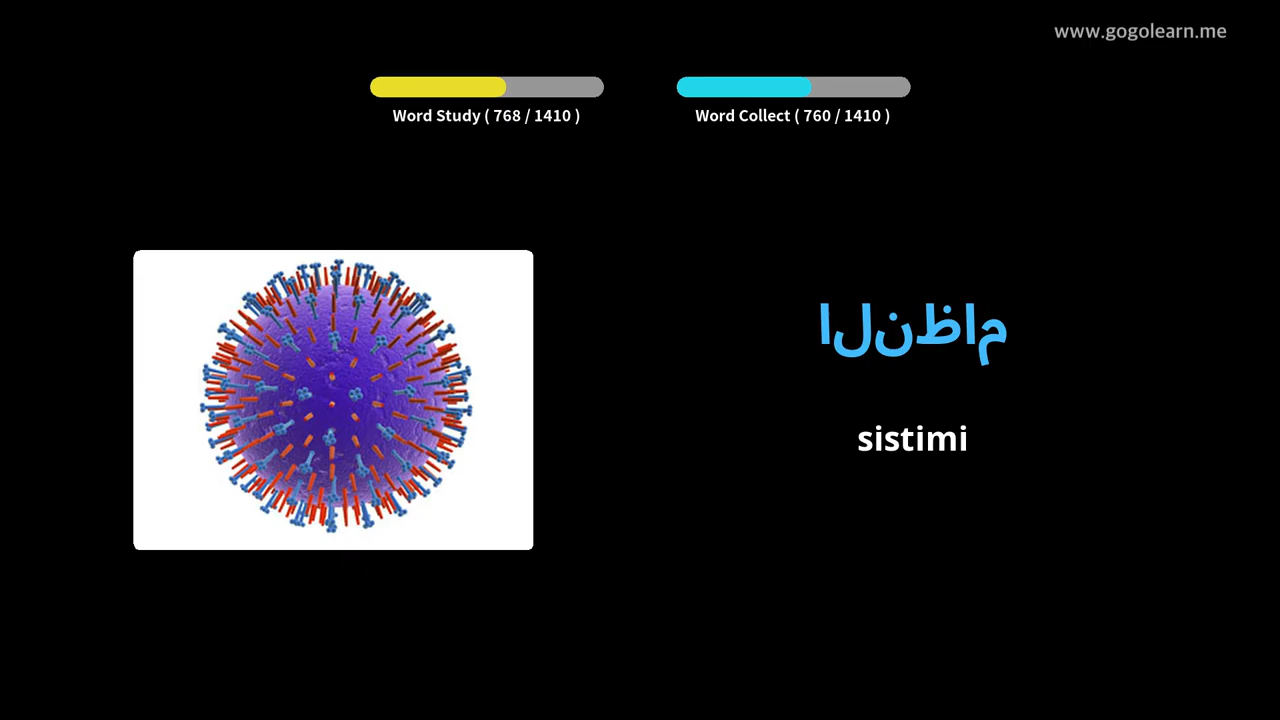 www.gogolearn.me
Word Study ( 768 / 1410 )
Word Collect ( 760 / 1410 )
النظام
sistimi